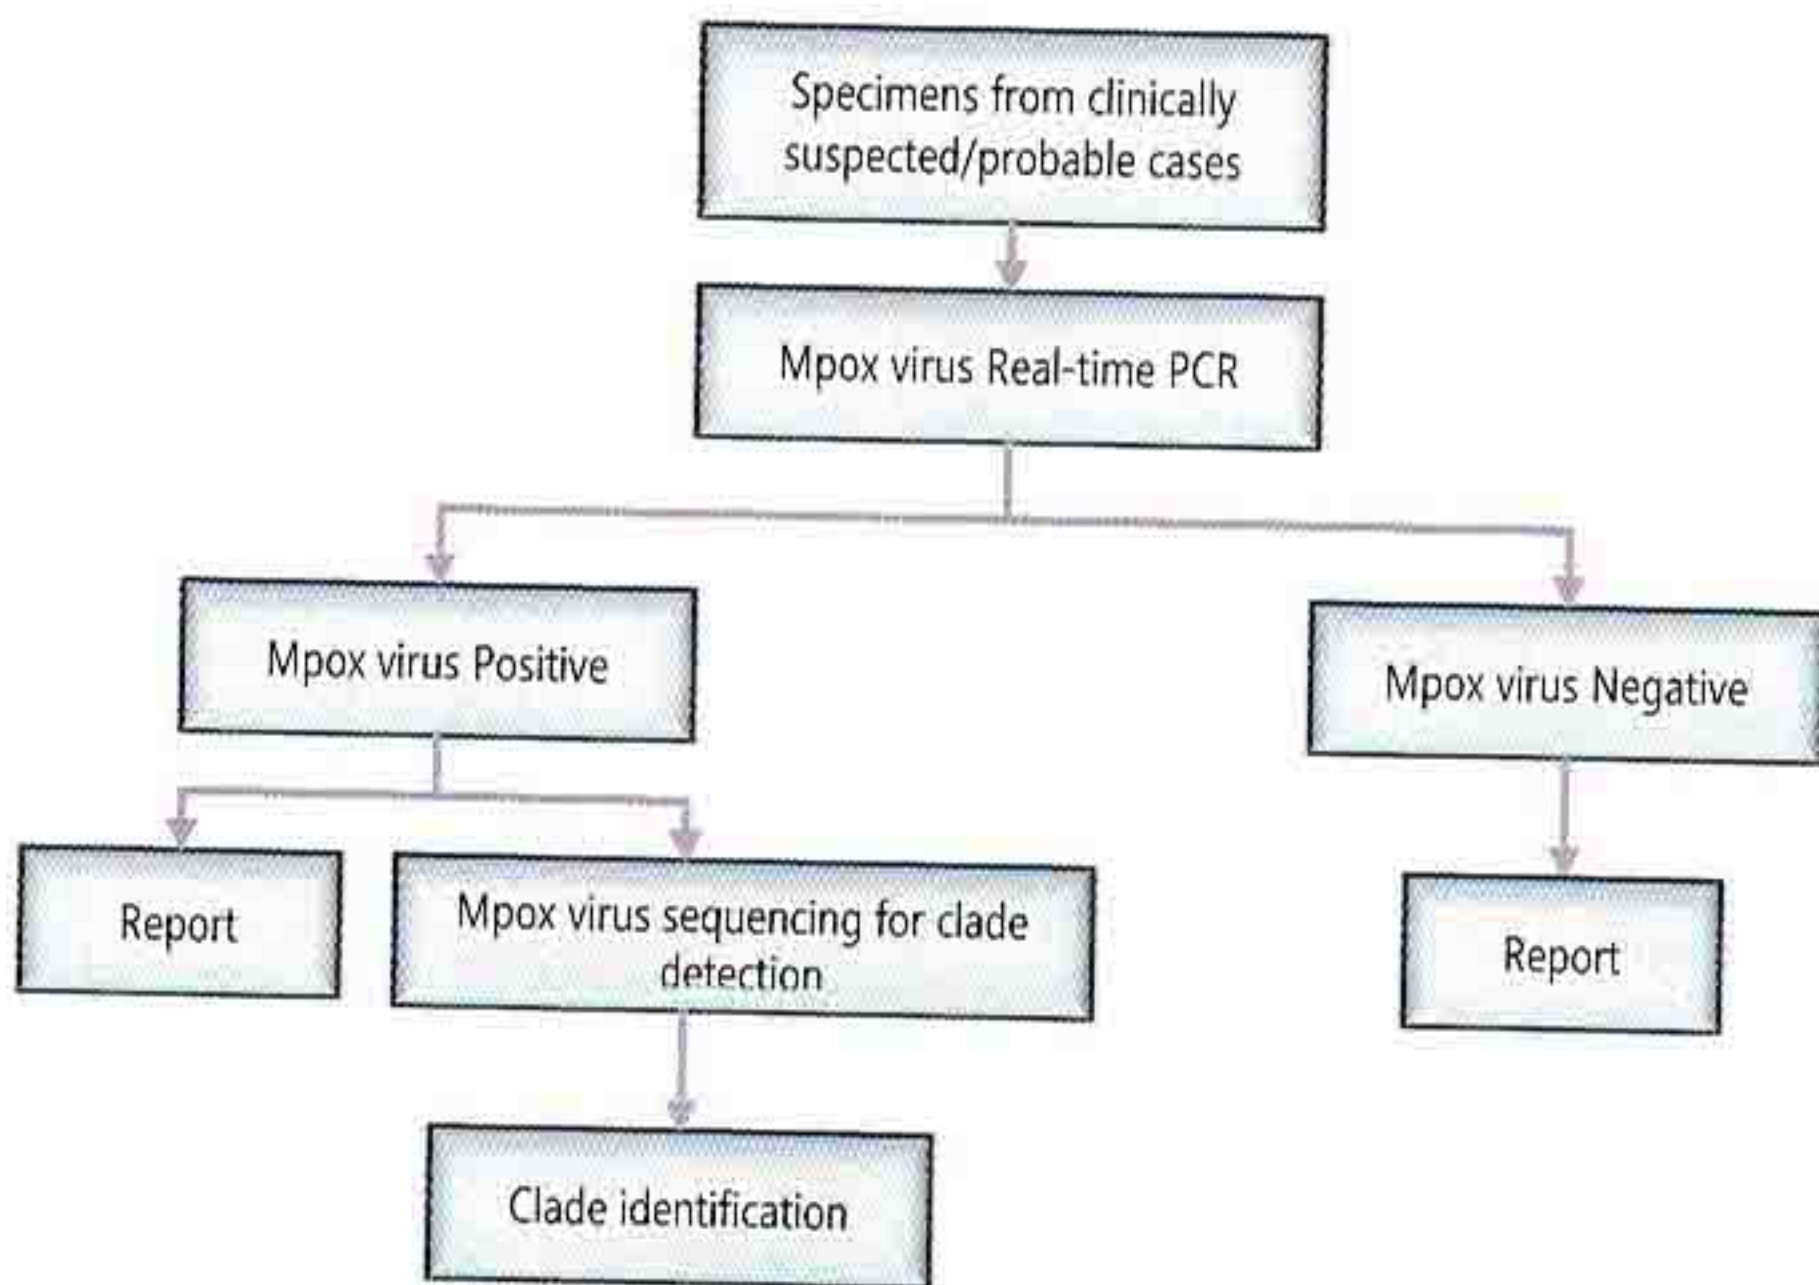 Specimens from clinically
suspected/probable cases
Mpox virus Real-time PCR
Mpox virus Positive
Mpox virus Negative
Report
Mpox virus sequencing for clade
detection
Report
Clade identification